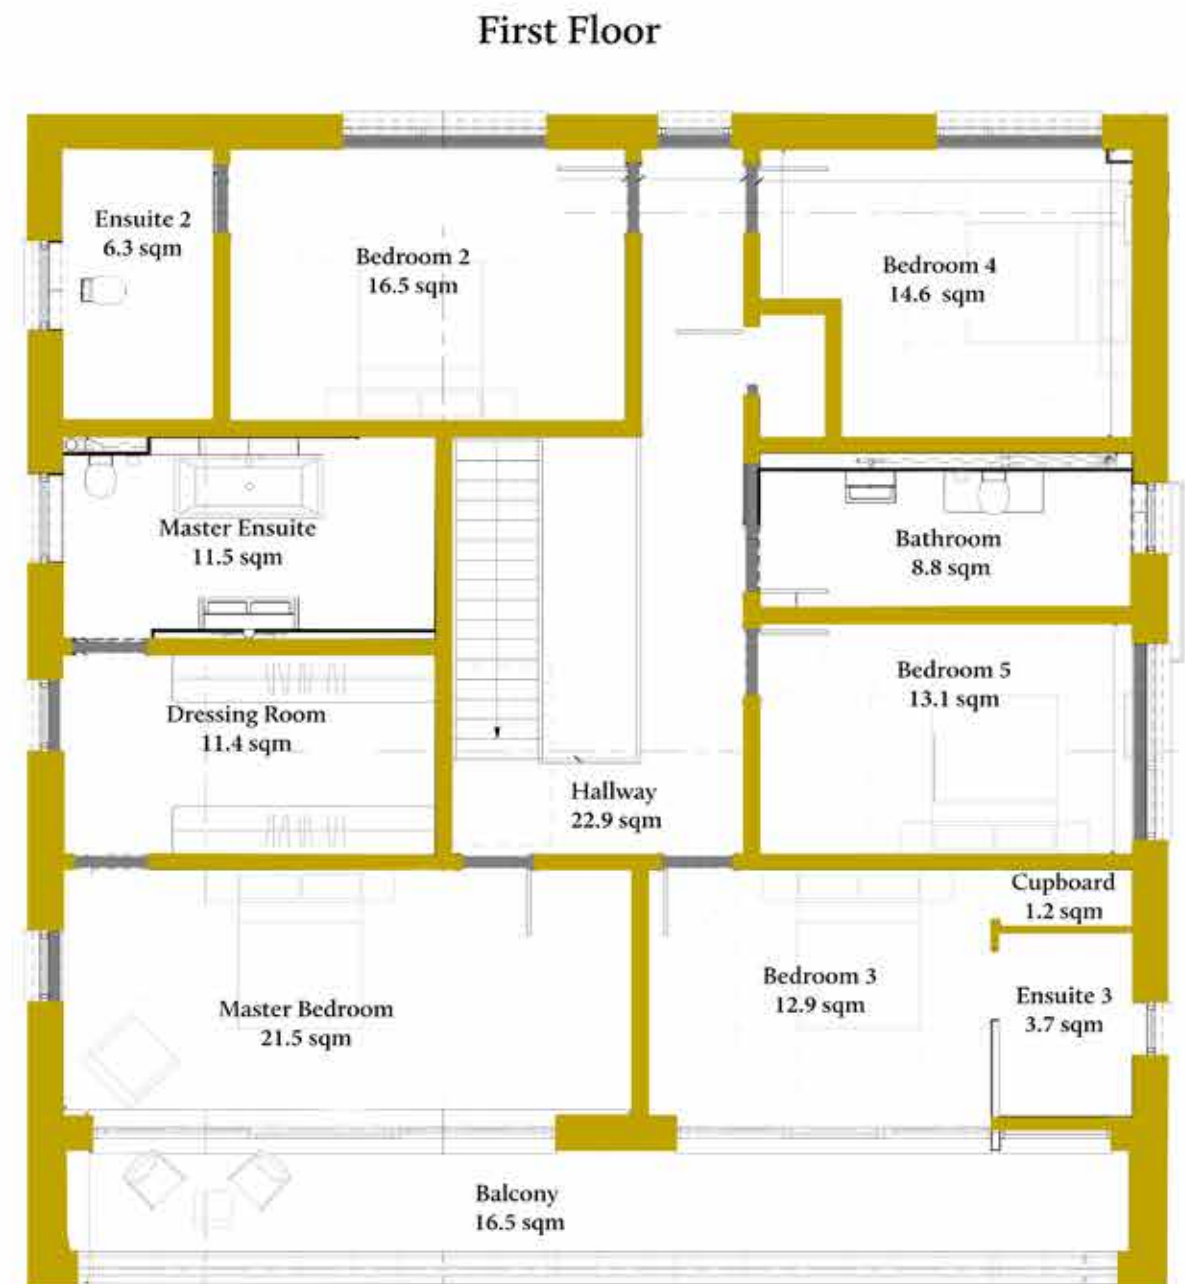 First Floor
Ensuite 2
6.3 sqm
Bedroom 2
16.5 sqm
Bedroom 4
14.6 sqm
Master Ensuite
11.5 sqm
Bathroom
8.8 sqm
Dressing Room
11.4 sqm
Bedroom 5
13.1 sqm
Hallway
22.9 sqm
Cupboard
1.2 sqm
Master Bedroom
21.5 sqm
Bedroom 3
12.9 sqm
Ensuite 3
3.7 sqm
Balcony
16.5 sqm